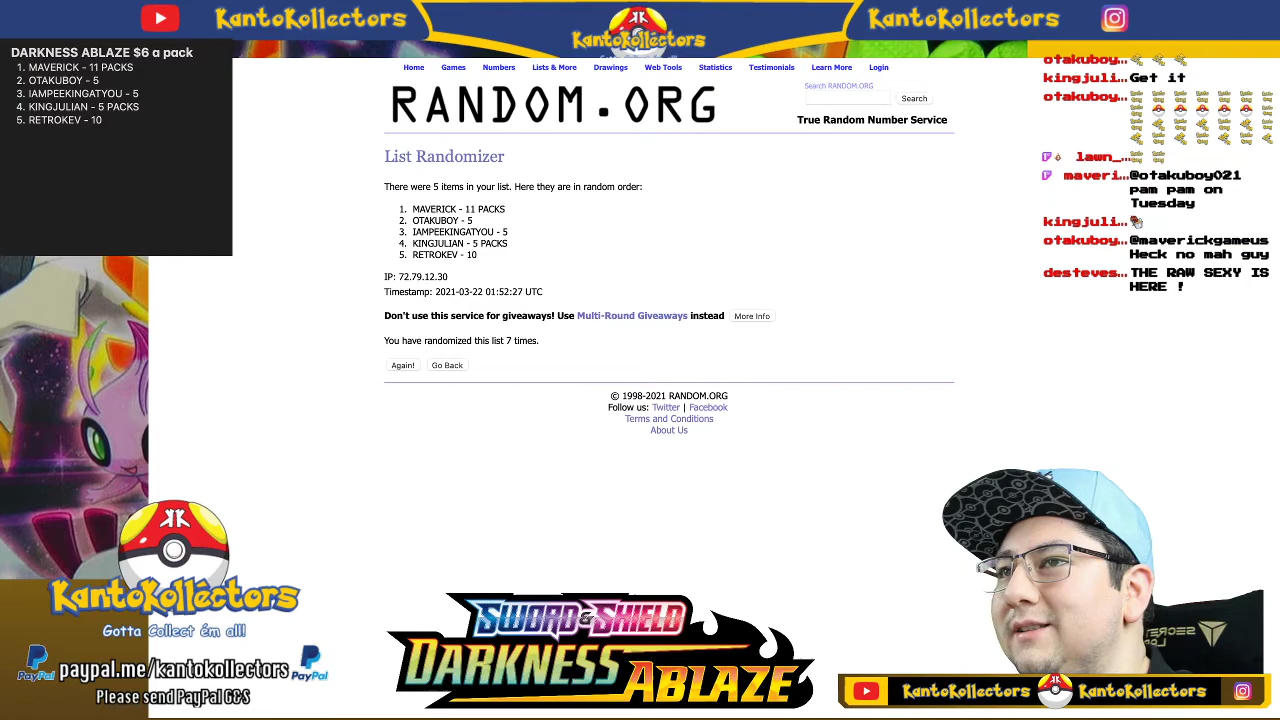 KantoKollectors
KantoKollectors
KantoKollectors
DARKNESS ABLAZE $6 a pack
1. MAVERICK - 11 PACKS
2. OTAKUBOY - 5
3. IAMPEEKINGATYOU - 5
4. KINGJULIAN - 5 PACKS
5. RETROKEV - 10
Home Games Numbers Lists & More Drawings Web Tools Statistics Testimonials Learn More Login
RANDOM.ORG
Search RANDOM.ORG
Search
True Random Number Service
List Randomizer
There were 5 items in your list. Here they are in random order:
1. MAVERICK - 11 PACKS
2. OTAKUBOY - 5
3. IAMPEEKINGATYOU - 5
4. KINGJULIAN - 5 PACKS
5. RETROKEV - 10
IP: 72.79.12.30
Timestamp: 2021-03-22 01:52:27 UTC
Don't use this service for giveaways! Use Multi-Round Giveaways instead More Info
You have randomized this list 7 times.
Again! Go Back
© 1998-2021 RANDOM.ORG
Follow us: Twitter | Facebook
Terms and Conditions
About Us
otakuboy...
kingjuli... Get it
otakuboy...
lawn_...
maveri... @otakuboy021
pam pam on
Tuesday
kingjuli...
otakuboy... @maverickgameus
Heck no mah guy
desteves... THE RAW SEXY IS
HERE !
KantoKollectors
Gotta Collect ém all!
PayPal paypal.me/kantokollectors PayPal
Please send PayPal G&S
SWORD & SHIELD
DARKNESS ABLAZE
SECRET
KantoKollectors KantoKollectors